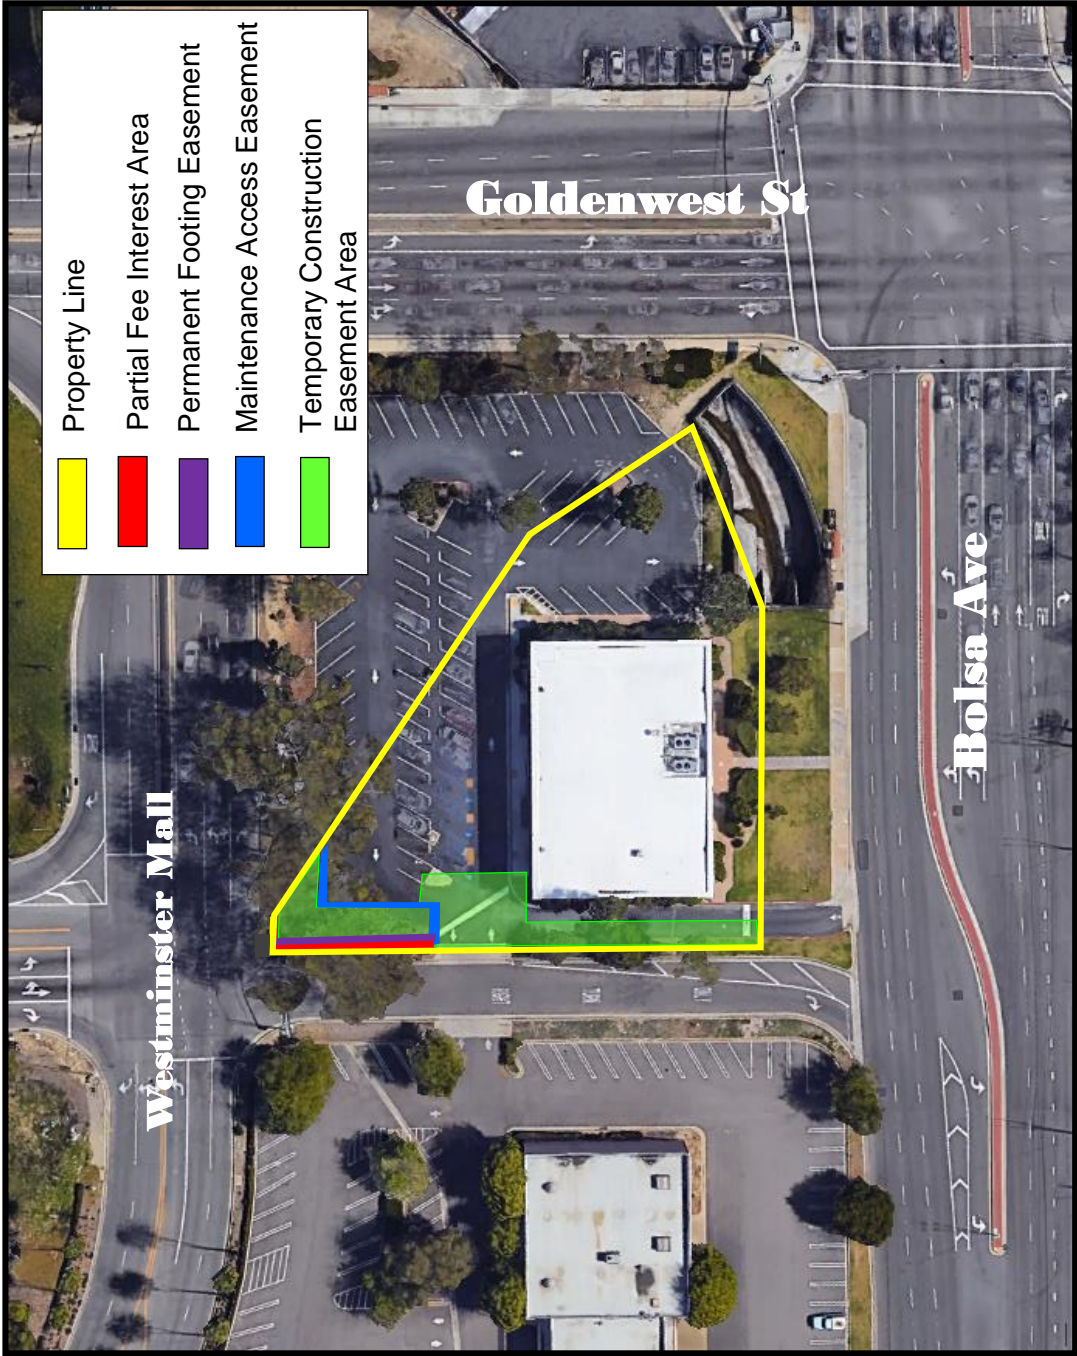 Property Line
Partial Fee Interest Area
Permanent Footing Easement
Maintenance Access Easement
Temporary Construction
Easement Area
Goldenwest St
Bolsa Ave
Westminster Mall